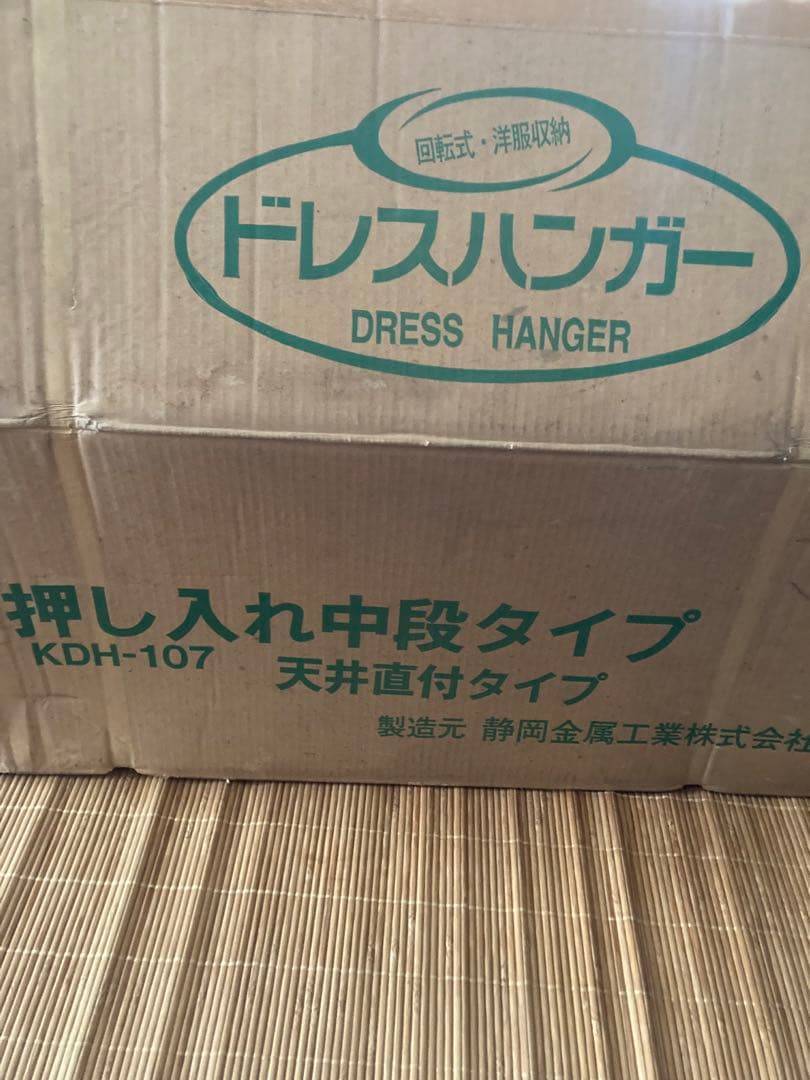 回転式・洋服収納
ドレスハンガー
DRESS HANGER
押し入れ中段タイプ
KDH-107 天井直付タイプ
製造元 静岡金属工業株式会社